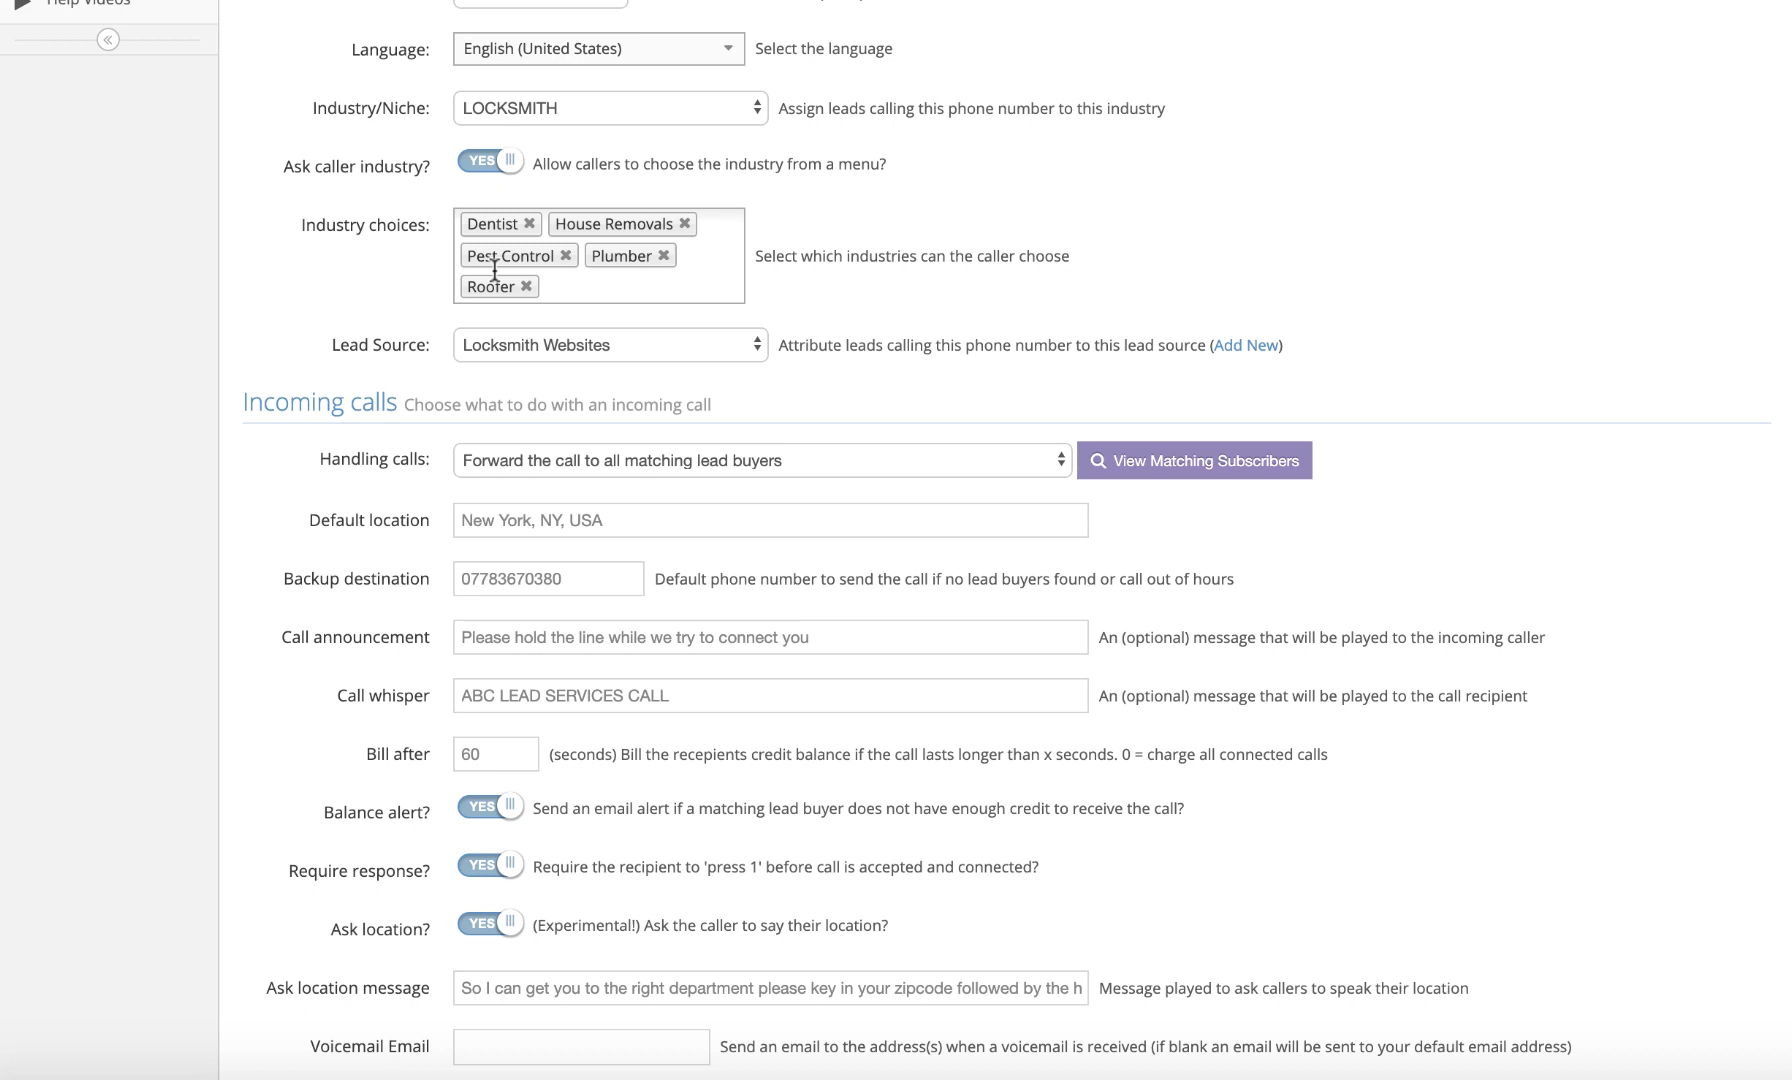 Help Videos
Language: English (United States) Select the language
Industry/Niche: LOCKSMITH Assign leads calling this phone number to this industry
Ask caller industry? YES Allow callers to choose the industry from a menu?
Industry choices: Dentist House Removals
Pest Control Plumber Select which industries can the caller choose
Roofer
Lead Source: Locksmith Websites Attribute leads calling this phone number to this lead source (Add New)
Incoming calls Choose what to do with an incoming call
Handling calls: Forward the call to all matching lead buyers View Matching Subscribers
Default location New York, NY, USA
Backup destination 07783670380 Default phone number to send the call if no lead buyers found or call out of hours
Call announcement Please hold the line while we try to connect you An (optional) message that will be played to the incoming caller
Call whisper ABC LEAD SERVICES CALL An (optional) message that will be played to the call recipient
Bill after 60 (seconds) Bill the recepients credit balance if the call lasts longer than x seconds. 0 = charge all connected calls
Balance alert? YES Send an email alert if a matching lead buyer does not have enough credit to receive the call?
Require response? YES Require the recipient to 'press 1' before call is accepted and connected?
Ask location? YES (Experimental!) Ask the caller to say their location?
Ask location message So I can get you to the right department please key in your zipcode followed by the h Message played to ask callers to speak their location
Voicemail Email Send an email to the address(s) when a voicemail is received (if blank an email will be sent to your default email address)